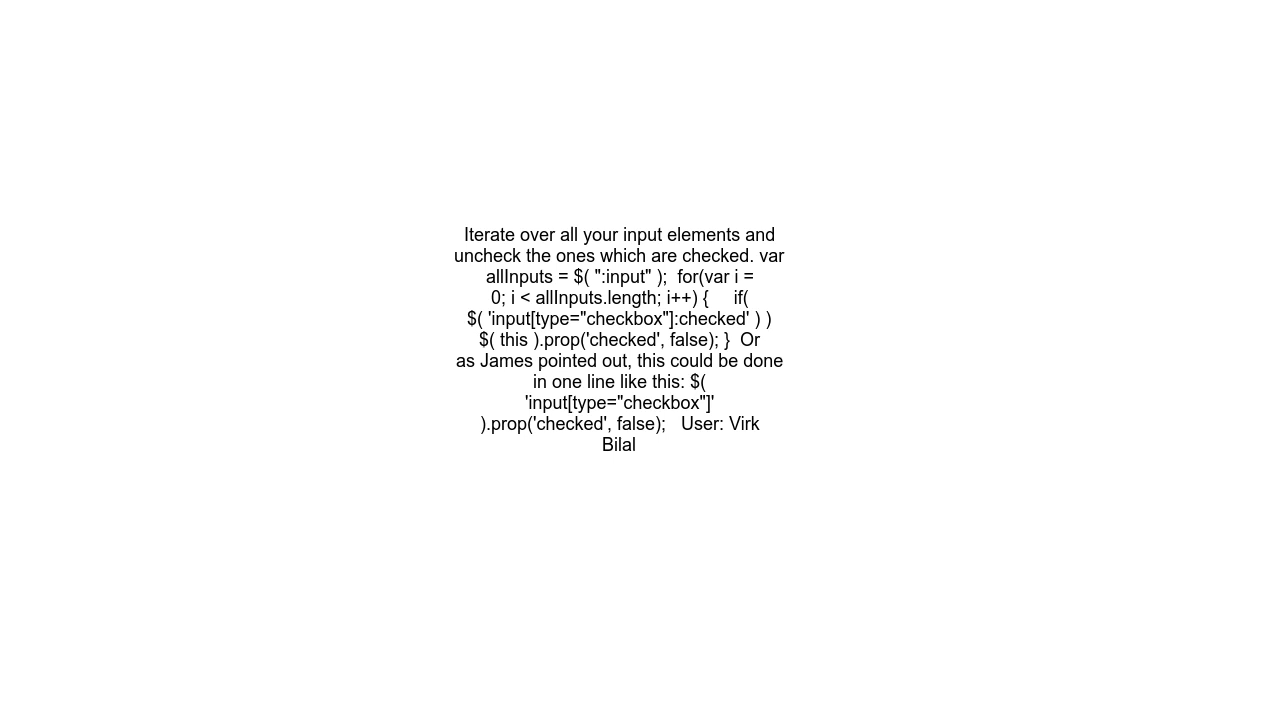 Iterate over all your input elements and
uncheck the ones which are checked. var
allInputs = $( ":input" );  for(var i =
0; i < allInputs.length; i++) {     if(
$( 'input[type="checkbox"]:checked' ) )
$( this ).prop('checked', false); }  Or
as James pointed out, this could be done
in one line like this: $(
'input[type="checkbox"]'
).prop('checked', false);   User: Virk
Bilal